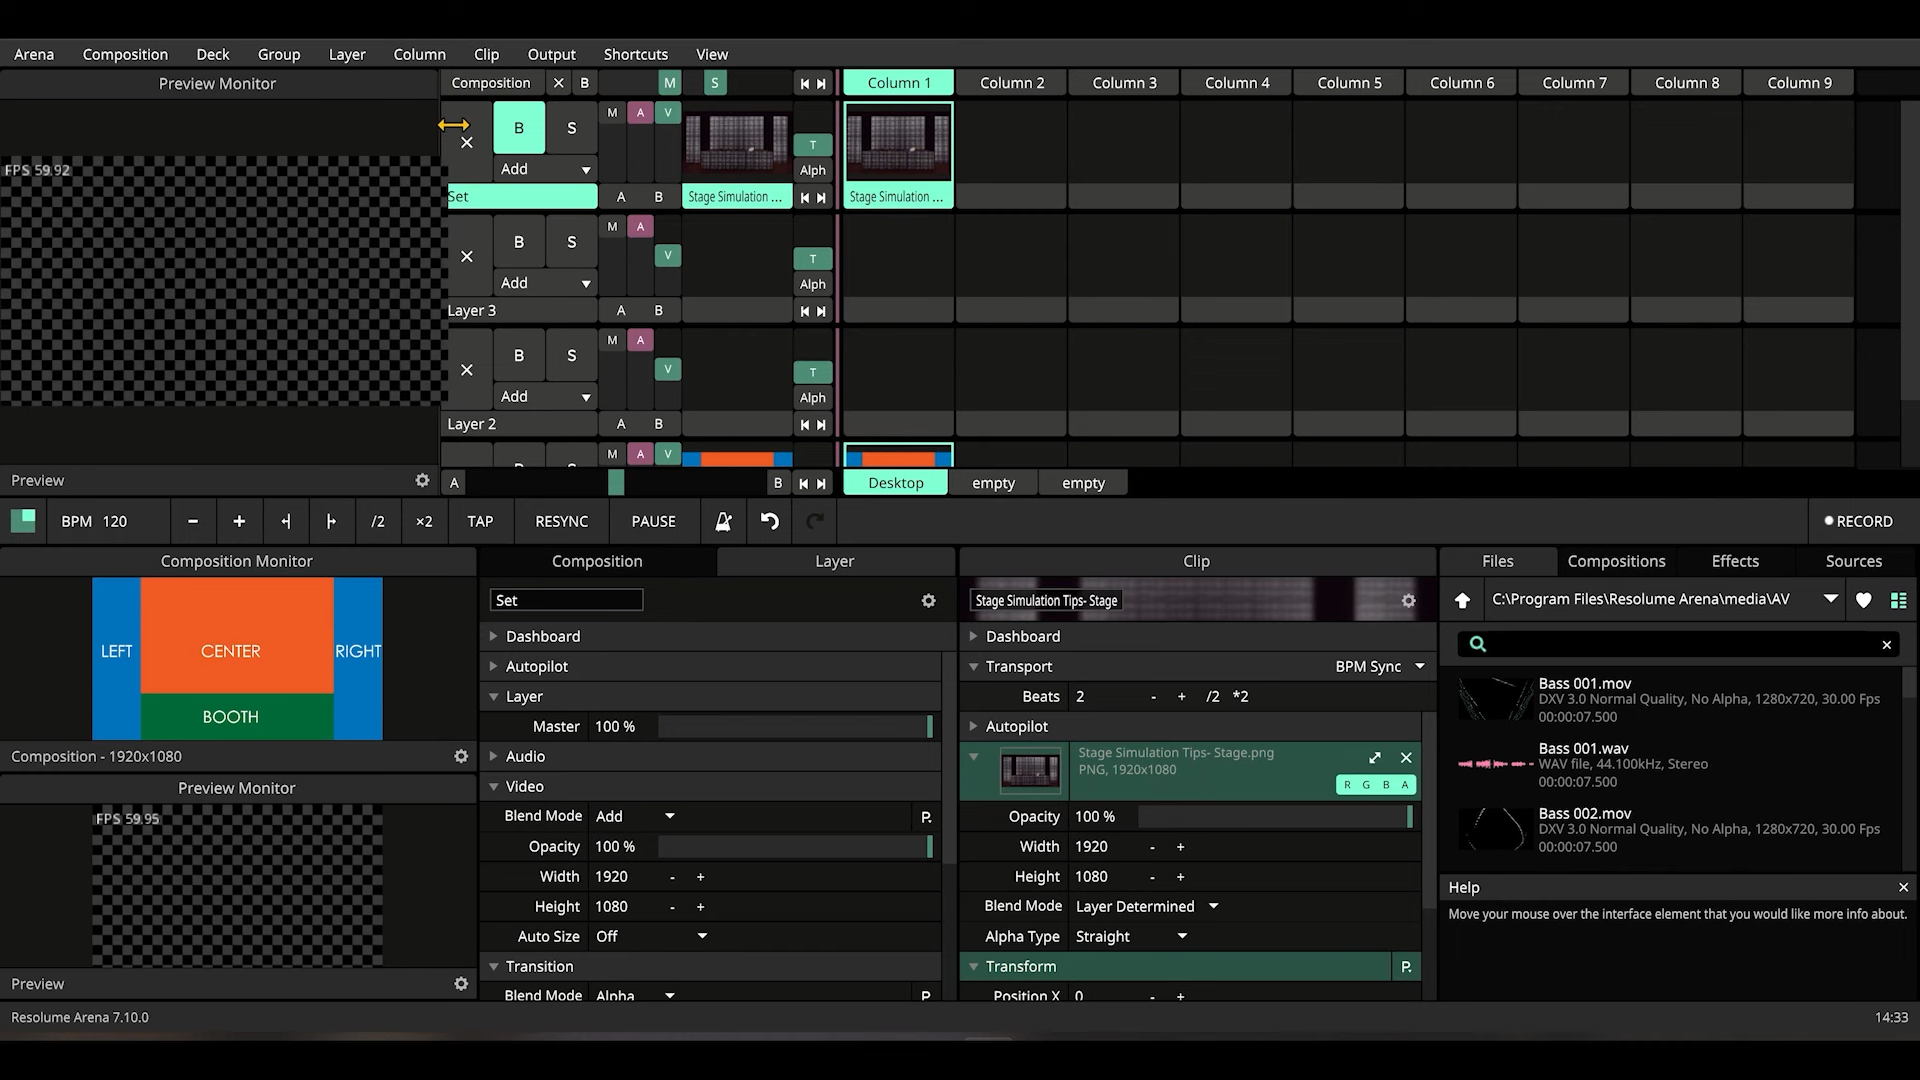 Arena Composition Deck Group Layer Column Clip Output Shortcuts View
Preview Monitor
FPS 59.92
Preview
Composition B M S Column 1 Column 2 Column 3 Column 4 Column 5 Column 6 Column 7 Column 8 Column 9
B S M A V T
Add Alph
Set A B Stage Simulation ... Stage Simulation ...
B S M A V T
Add Alph
Layer 3 A B
B S M A V T
Add Alph
Layer 2 A B
M A V
A B Desktop empty empty
BPM 120 - + /2 ×2 TAP RESYNC PAUSE RECORD
Composition Monitor
LEFT CENTER RIGHT
BOOTH
Composition - 1920x1080
Preview Monitor
FPS 59.95
Preview
Composition Layer
Set
Dashboard
Autopilot
Layer
Master 100 %
Audio
Video
Blend Mode Add P.
Opacity 100 %
Width 1920 - +
Height 1080 - +
Auto Size Off
Transition
Blend Mode Alpha P
Clip
Stage Simulation Tips- Stage
Dashboard
Transport BPM Sync
Beats 2 - + /2 *2
Autopilot
Stage Simulation Tips- Stage.png
PNG, 1920x1080
R G B A
Opacity 100 %
Width 1920 - +
Height 1080 - +
Blend Mode Layer Determined
Alpha Type Straight
Transform P.
Position X 0 - +
Files Compositions Effects Sources
C:\Program Files\Resolume Arena\media\AV
Bass 001.mov
DXV 3.0 Normal Quality, No Alpha, 1280x720, 30.00 Fps
00:00:07.500
Bass 001.wav
WAV file, 44.100kHz, Stereo
00:00:07.500
Bass 002.mov
DXV 3.0 Normal Quality, No Alpha, 1280x720, 30.00 Fps
00:00:07.500
Help
Move your mouse over the interface element that you would like more info about.
Resolume Arena 7.10.0
14:33